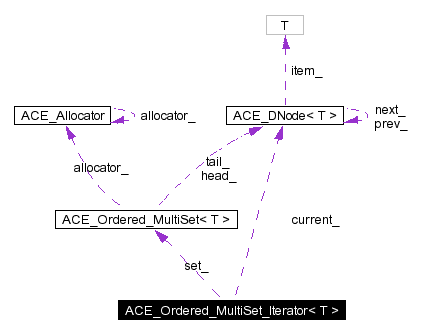 T
item_
ACE_Allocator
allocator_
ACE_DNode< T >
next_
prev_
allocator_
tail_
head_
ACE_Ordered_MultiSet< T >
current_
set_
ACE_Ordered_MultiSet_Iterator< T >